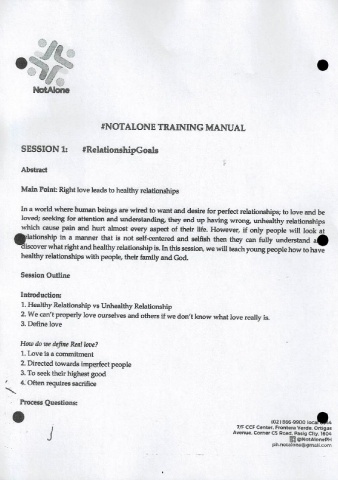 NotAlone
#NOTALONE TRAINING MANUAL
SESSION 1: #RelationshipGoals
Abstract
Main Point: Right love leads to healthy relationships
In a world where human beings are wired to want and desire for perfect relationships; to love and be
loved; seeking for attention and understanding, they end up having wrong, unhealthy relationships
which cause pain and hurt almost every aspect of their life. However, if only people will look at
relationship in a manner that is not self-centered and selfish then they can fully understand
discover what right and healthy relationship is. In this session, we will teach young people how to have
healthy relationships with people, their family and God.
Session Outline
Introduction:
1. Healthy Relationship vs Unhealthy Relationship
2. We can't properly love ourselves and others if we don't know what love really is.
3. Define love
How do we define Real love?
1. Love is a commitment
2. Directed towards imperfect people
3. To seek their highest good
4. Often requires sacrifice
Process Questions:
(02) 866-9900 local
7/F CCF Center, Frontera Verde, Ortigas
Avenue, Corner C5 Road, Pasig City, 1604
@NotAlonePH
ph.notalone@gmail.com